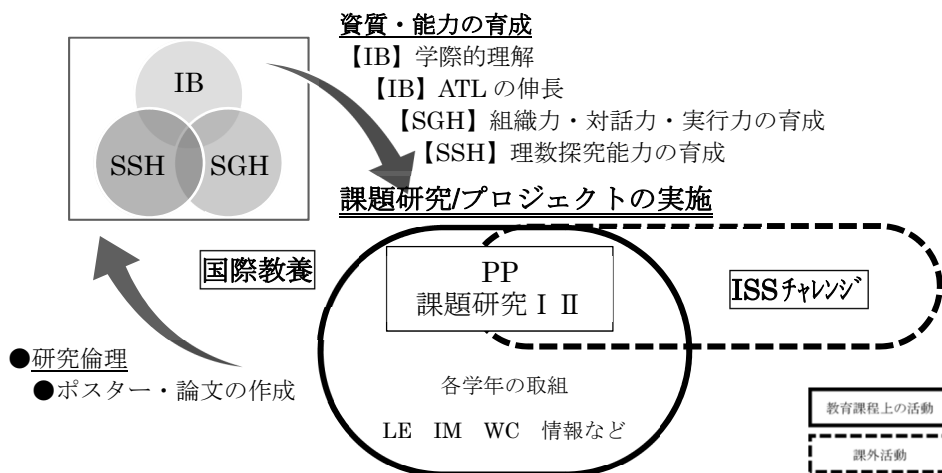 資質・能力の育成
【IB】学際的理解
【IB】ATL の伸長
【SGH】組織力・対話力・実行力の育成
【SSH】理数探究能力の育成
IB
SSH
SGH
課題研究/プロジェクトの実施
国際教養
PP
課題研究ⅠⅡ
ISSチャレンジ
●研究倫理
●ポスター・論文の作成
各学年の取組
LE IM WC 情報など
教育課程上の活動
課外活動